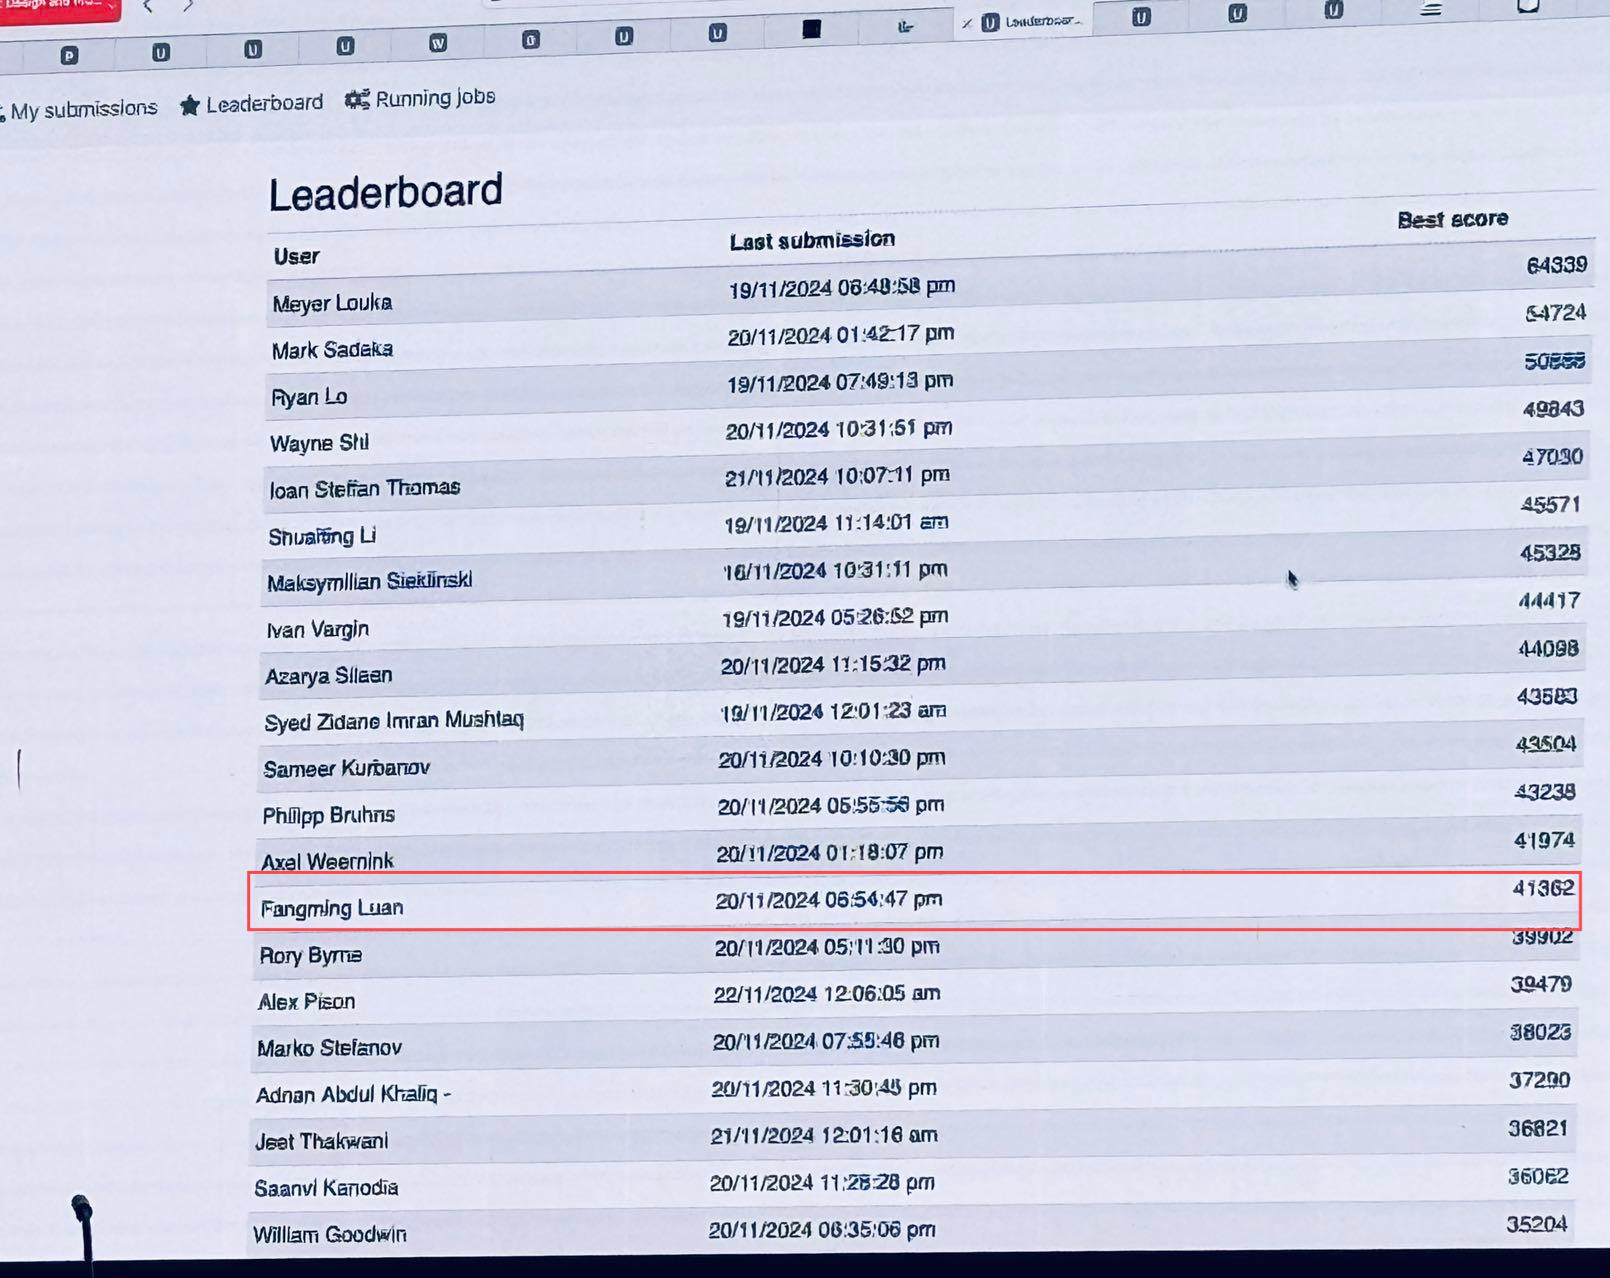 My submissions Leaderboard Running jobs
Leaderboard
User Last submission Best score
Meyer Louka 19/11/2024 06:48:58 pm 64339
Mark Sadaka 20/11/2024 01:42:17 pm 54724
Ryan Lo 19/11/2024 07:49:13 pm
Wayne Shi 20/11/2024 10:31:51 pm 49843
Ioan Steffan Thomas 21/11/2024 10:07:11 pm 47030
Li 19/11/2024 11:14:01 am 45571
Maksymilian Sieklinski 16/11/2024 10:31:11 pm 45328
Ivan Vargin 19/11/2024 05:26:52 pm 44417
Azarya Silaen 20/11/2024 11:15:32 pm 44098
Syed Zidane Imran Mushtaq 19/11/2024 12:01:23 am 43583
Sameer Kurbanov 20/11/2024 10:10:30 pm 43504
Philipp Bruhns 20/11/2024 43238
Axel Weernink 20/11/2024 01:18:07 pm 41974
Fangming Luan 20/11/2024 06:54:47 pm 41362
Rory Byrne 20/11/2024 05:11:30 pm 39902
Alex Pison 22/11/2024 12:06:05 am 39479
Marko Stefanov 20/11/2024 07:55:46 pm 38023
Adnan Abdul Khaliq - 20/11/2024 11:30:45 pm 37290
Jeet Thakwani 21/11/2024 12:01:16 am 36821
Saanvi Kanodia 20/11/2024 11:28:28 pm 36062
William Goodwin 20/11/2024 06:35:06 pm 35204